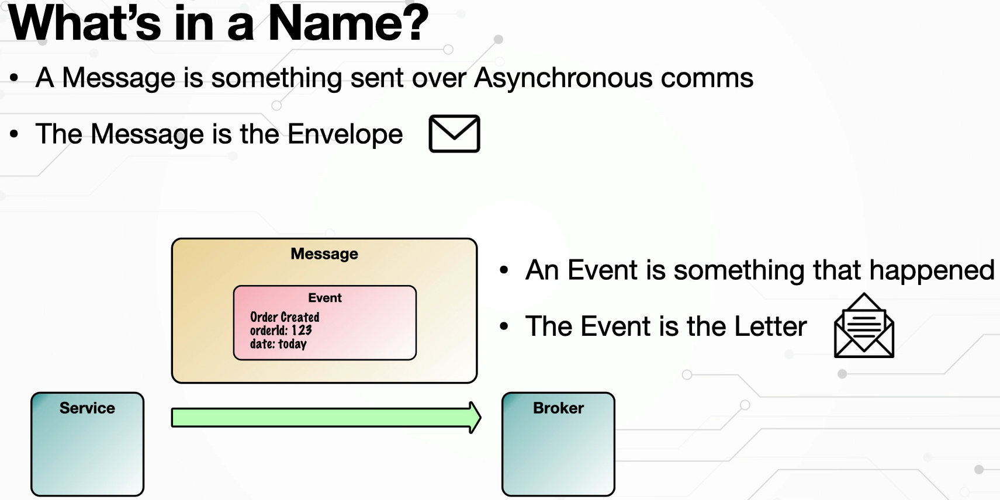 What's in a Name?
• A Message is something sent over Asynchronous comms
• The Message is the Envelope
Message
Event
Order Created
orderId: 123
date: today
• An Event is something that happened
• The Event is the Letter
Service
Broker